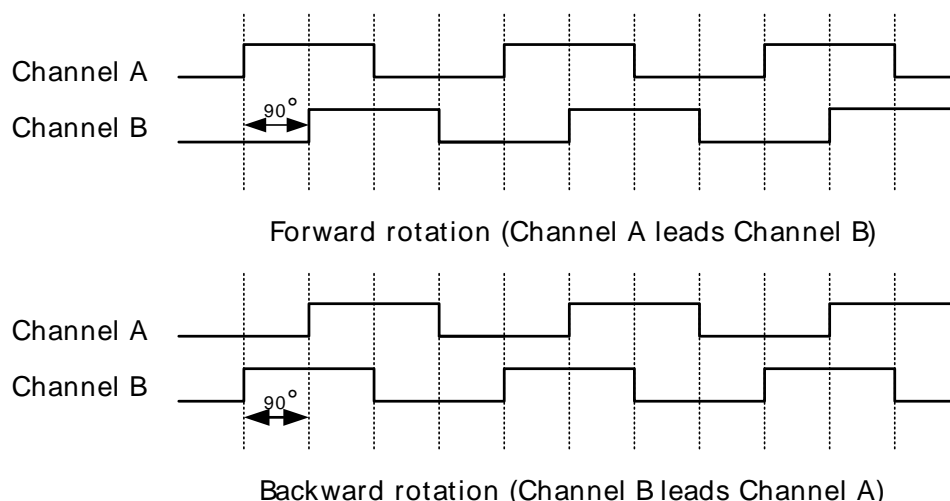 Channel A
90°
Channel B
Forward rotation (Channel A leads Channel B)
Channel A
Channel B
90°
Backward rotation (Channel B leads Channel A)